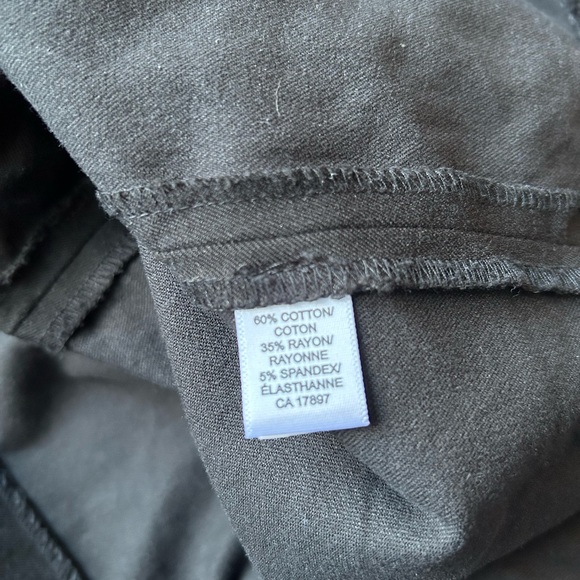 60% COTTON/
COTON
35% RAYON/
RAYONNE
5% SPANDEX/
ÉLASTHANNE
CA 17897